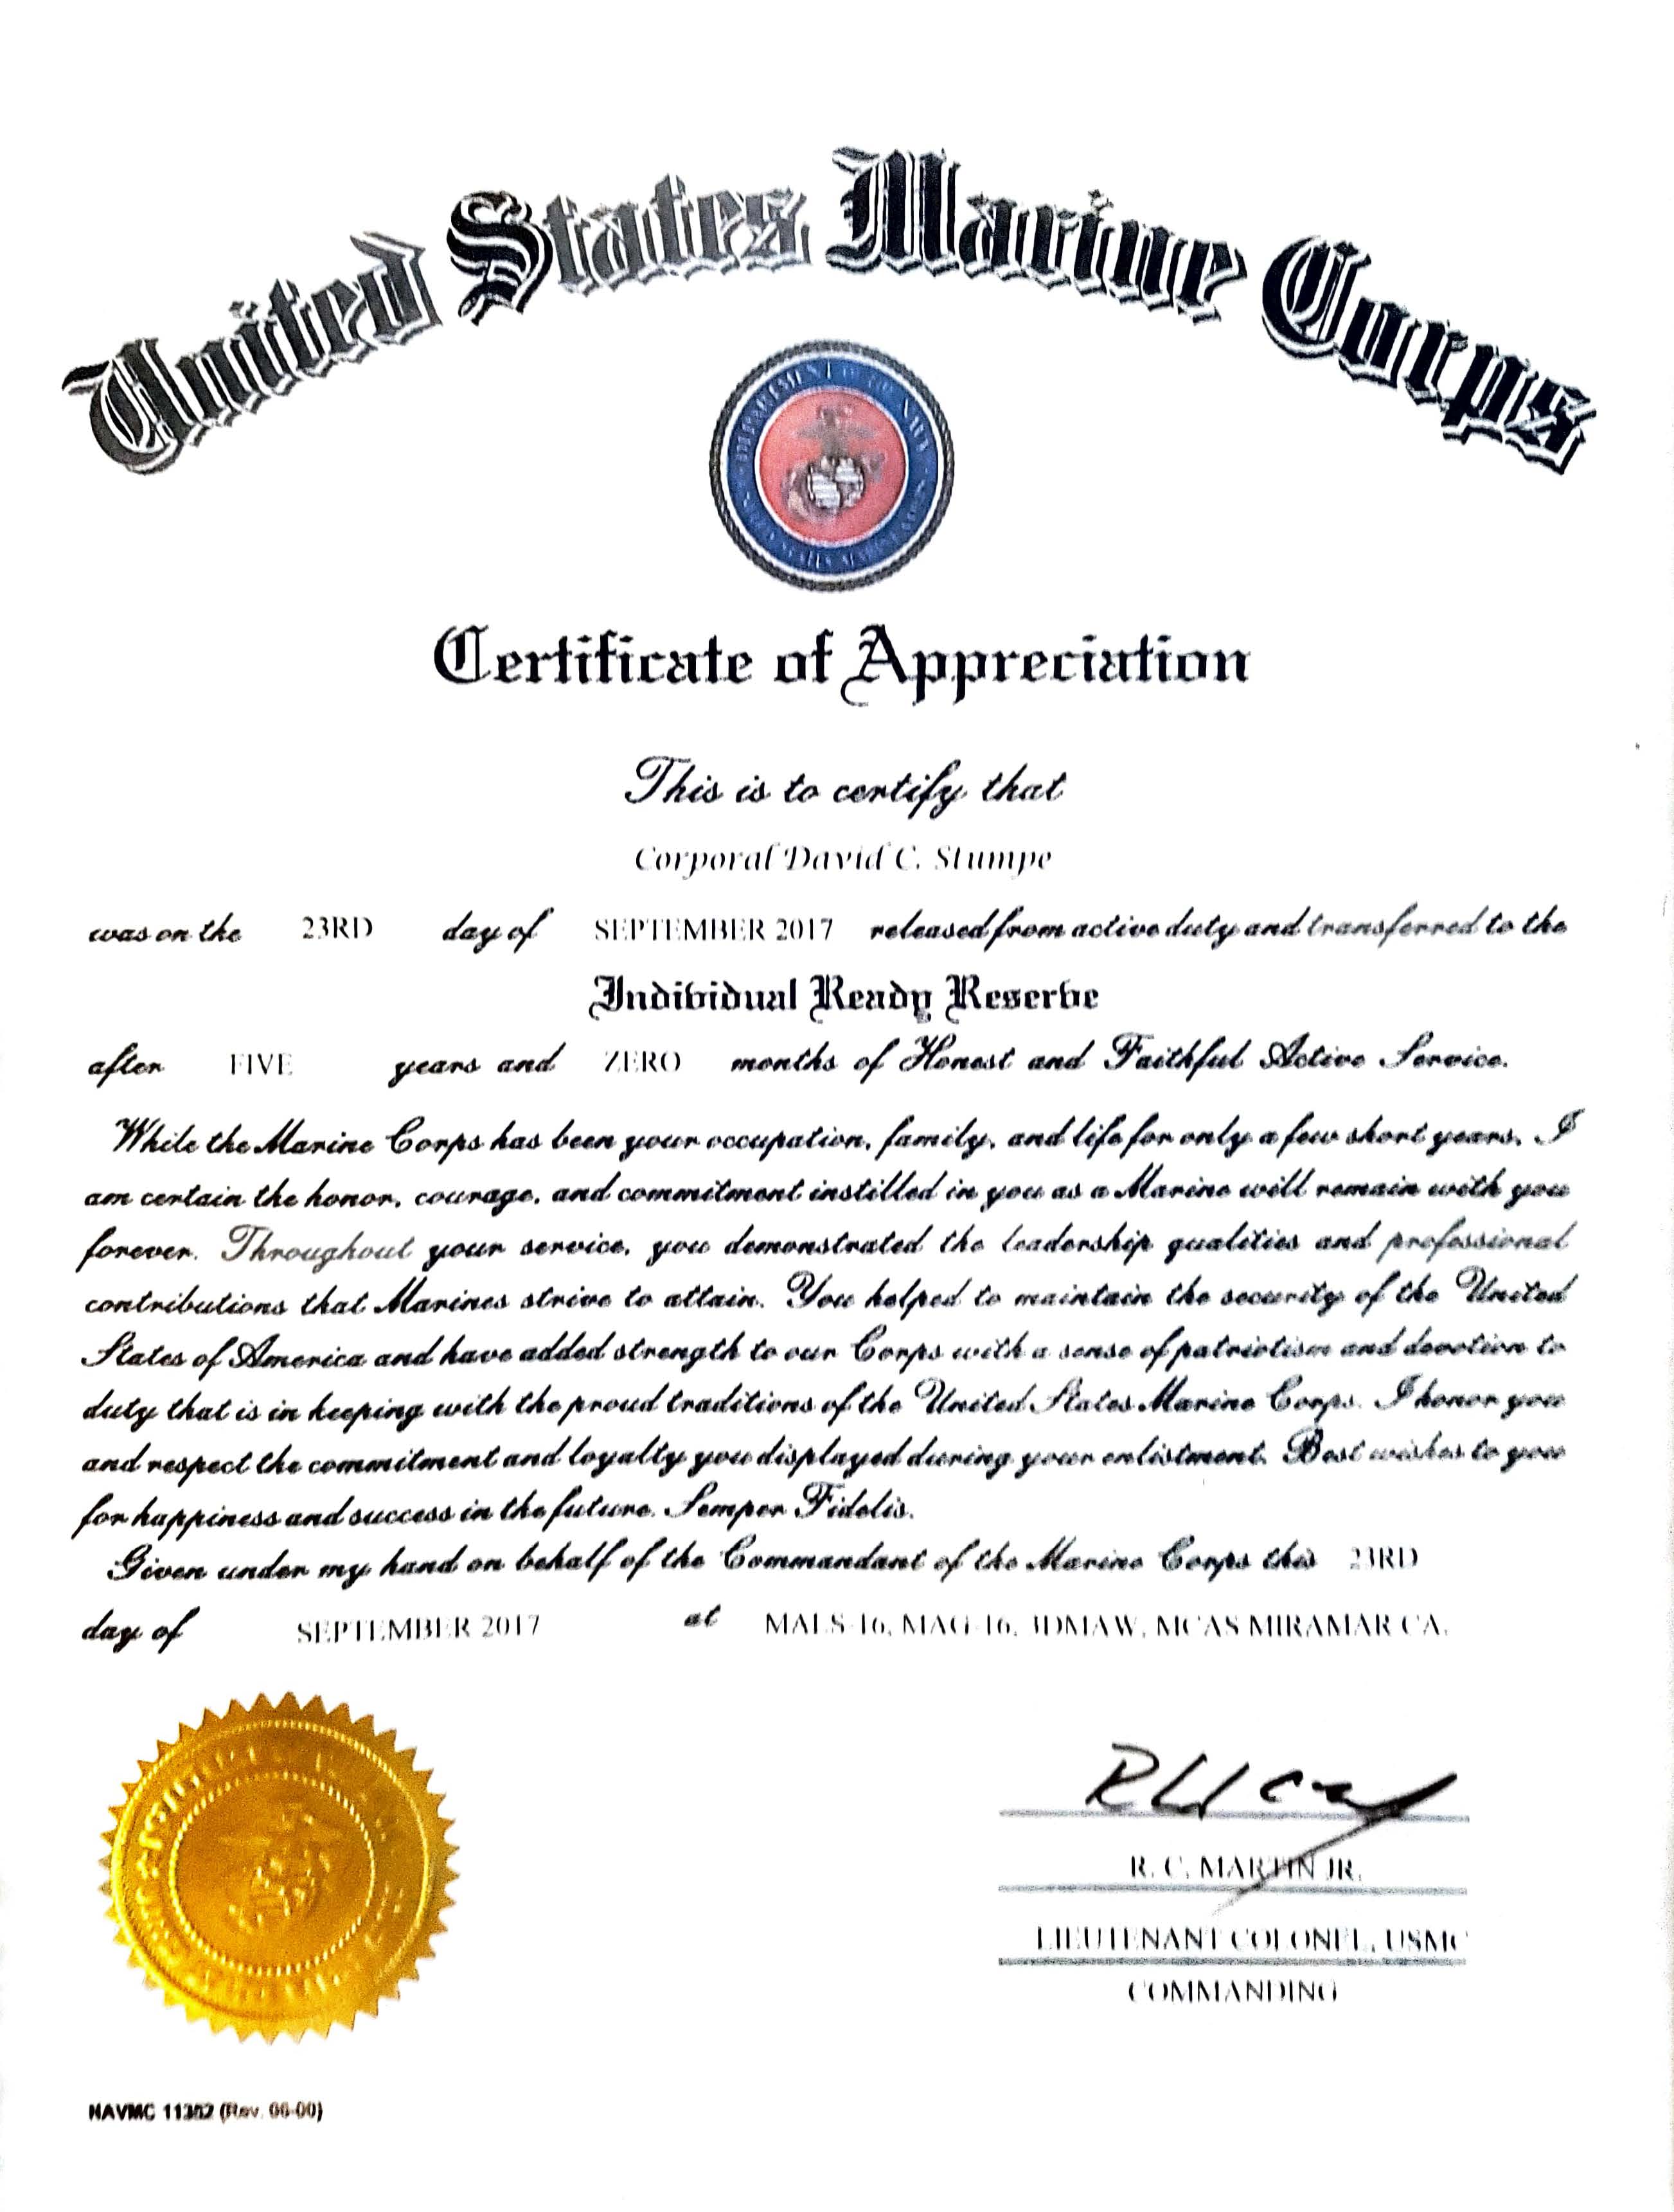 United States Marine Corps
DEPARTMENT OF THE NAVY
UNITED STATES MARINE CORPS
Certificate of Appreciation
This is to certify that
Corporal David C. Stumpe
was on the 23RD day of SEPTEMBER 2017 released from active duty and transferred to the
Individual Ready Reserve
after FIVE years and ZERO months of Honest and Faithful Active Service.
While the Marine Corps has been your occupation, family, and life for only a few short years, I
am certain the honor, courage, and commitment instilled in you as a Marine will remain with you
forever. Throughout your service, you demonstrated the leadership qualities and professional
contributions that Marines strive to attain. You helped to maintain the security of the United
States of America and have added strength to our Corps with a sense of patriotism and devotion to
duty that is in keeping with the proud traditions of the United States Marine Corps. I honor you
and respect the commitment and loyalty you displayed during your enlistment. Best wishes to you
for happiness and success in the future. Semper Fidelis.
Given under my hand on behalf of the Commandant of the Marine Corps this 23RD
day of SEPTEMBER 2017 at MALS-16, MAG-16, 3DMAW, MCAS MIRAMAR CA.
R. C. MARTIN JR.
LIEUTENANT COLONEL, USMC
COMMANDING
NAVMC 11352 (Rev. 06-00)